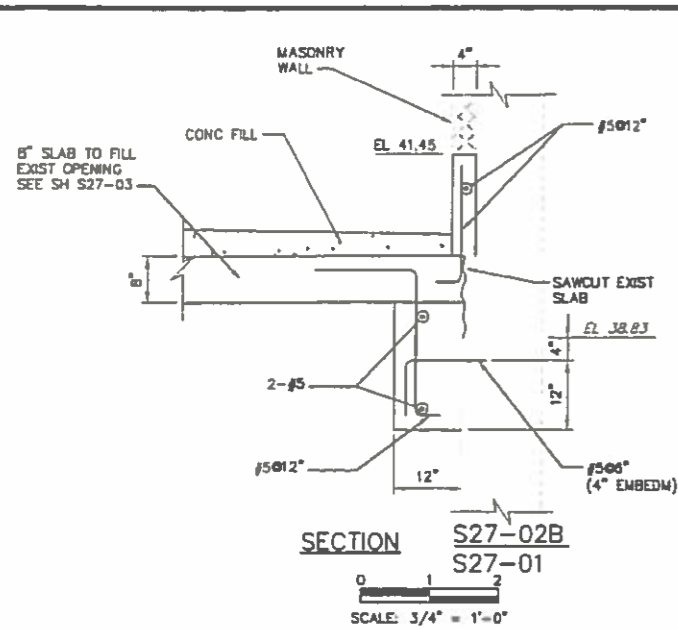 MASONRY
WALL
4"
#5@12"
CONC FILL
EL 41.45
8" SLAB TO FILL
EXIST OPENING
SEE SH S27-03
8"
SAWCUT EXIST
SLAB
EL 38.83
4"
12"
2-#5
#5@12"
12"
#5@6"
(4" EMBEDM)
SECTION
S27-02B
S27-01
0 1 2
SCALE: 3/4" = 1'-0"